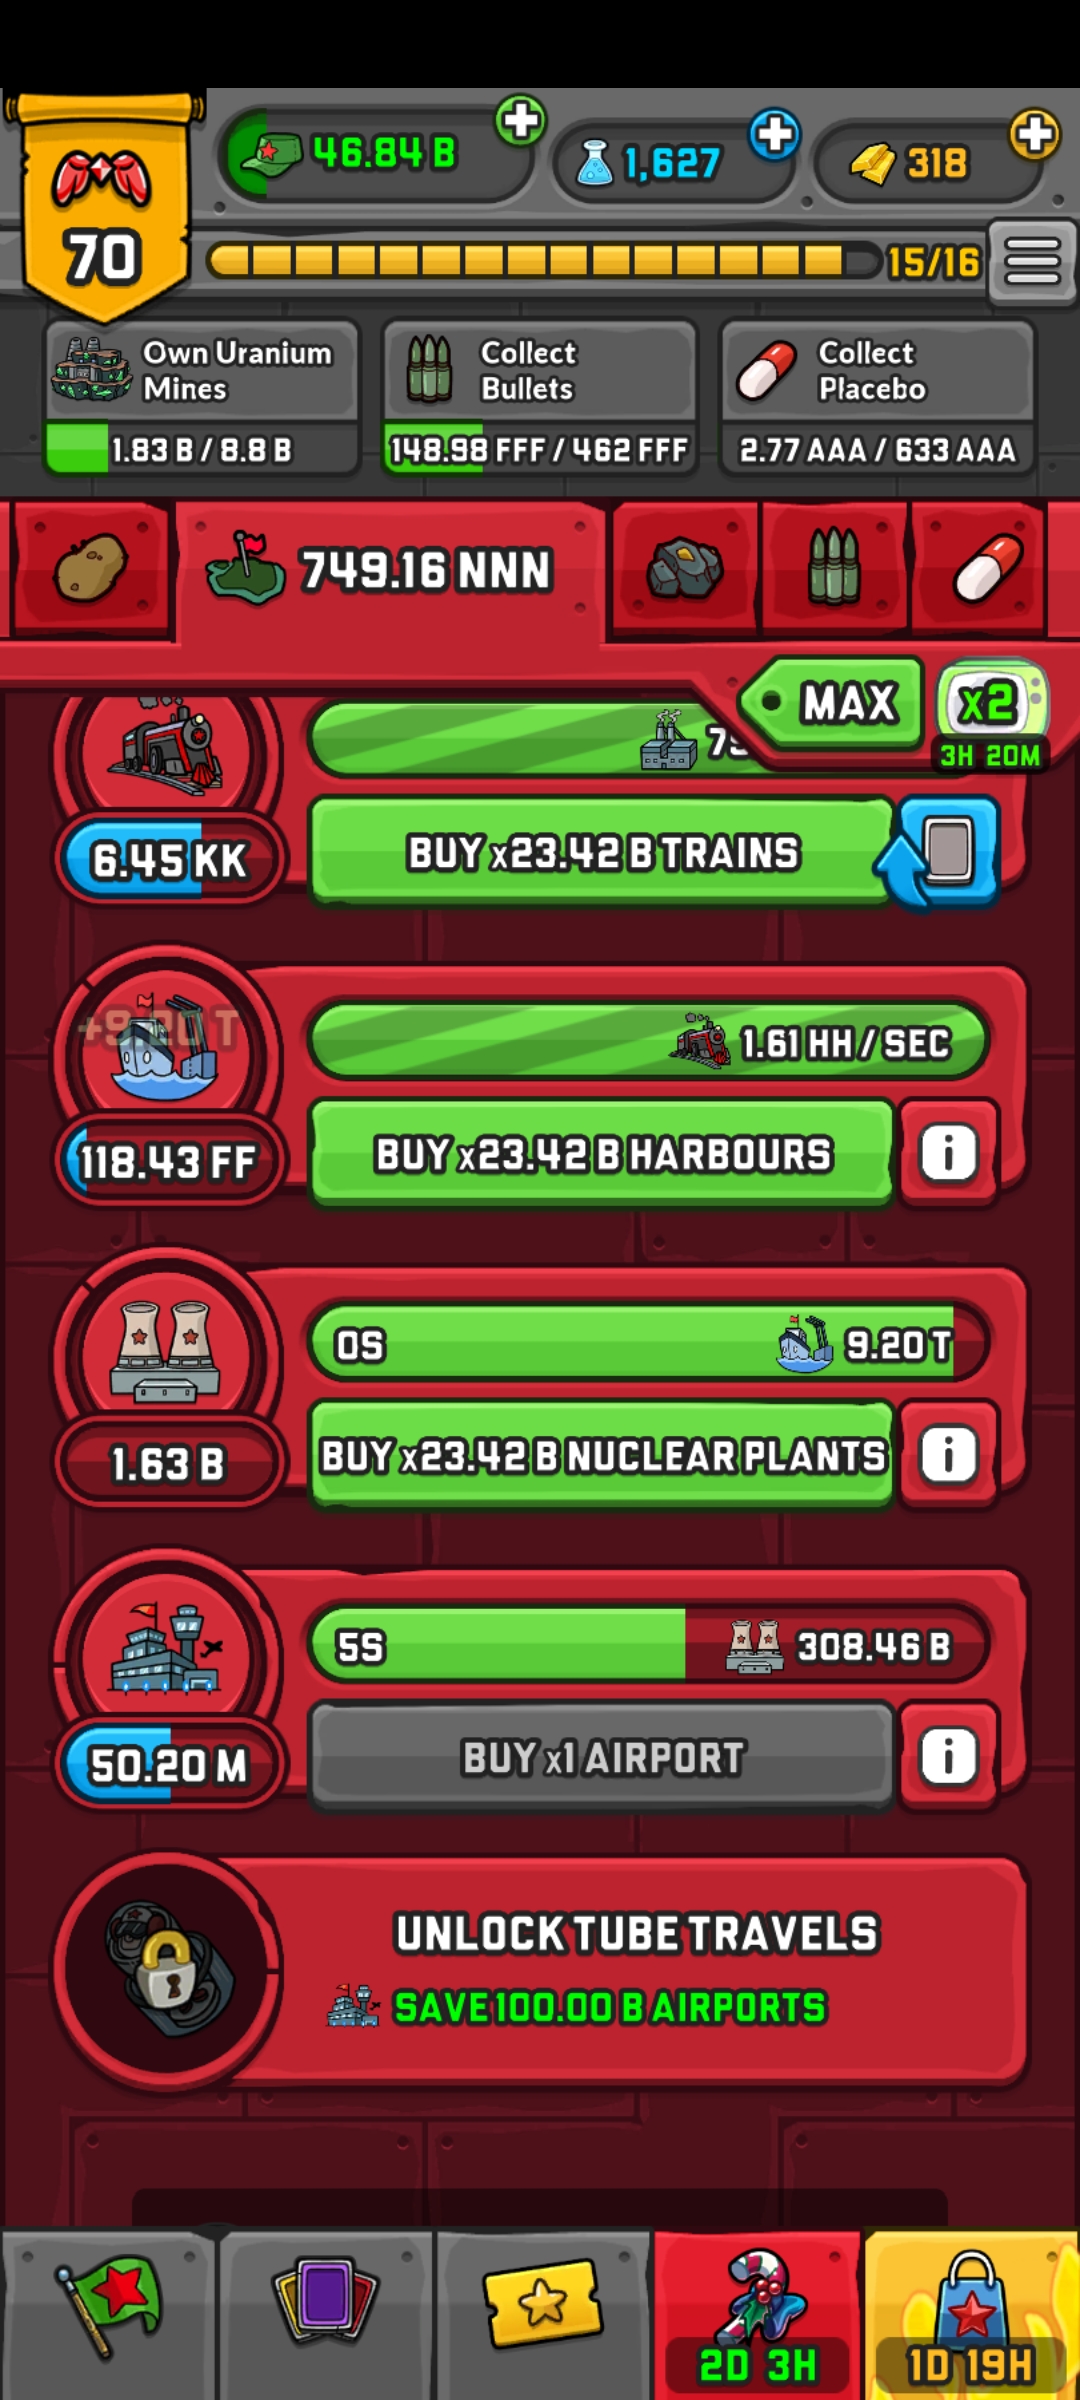 46.84 B
1,627
318
70
15/16
Own Uranium
Mines
1.83 B / 8.8 B
Collect
Bullets
148.98 FFF / 462 FFF
Collect
Placebo
2.77 AAA / 633 AAA
749.16 NNN
MAX
x2
3H 20M
6.45 KK
BUY x23.42 B TRAINS
+9.20 T
1.61 HH / SEC
118.43 FF
BUY x23.42 B HARBOURS
0S
9.20 T
1.63 B
BUY x23.42 B NUCLEAR PLANTS
5S
308.46 B
50.20 M
BUY x1 AIRPORT
UNLOCK TUBE TRAVELS
SAVE 100.00 B AIRPORTS
2D 3H
1D 19H